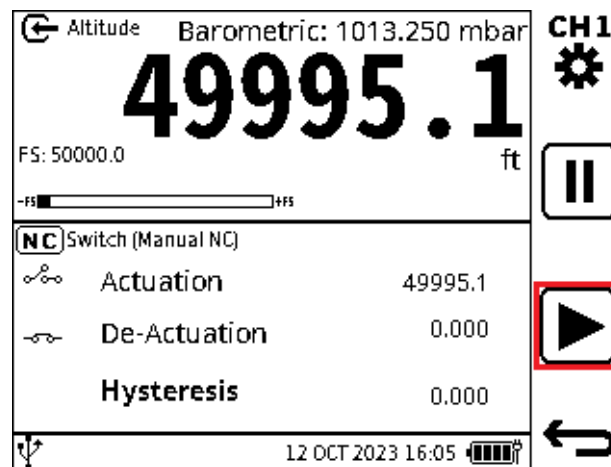 Altitude Barometric: 1013.250 mbar
CH1
49995.1
FS: 50000.0
ft
-FS +FS
NC Switch (Manual NC)
Actuation 49995.1
De-Actuation 0.000
Hysteresis 0.000
12 OCT 2023 16:05